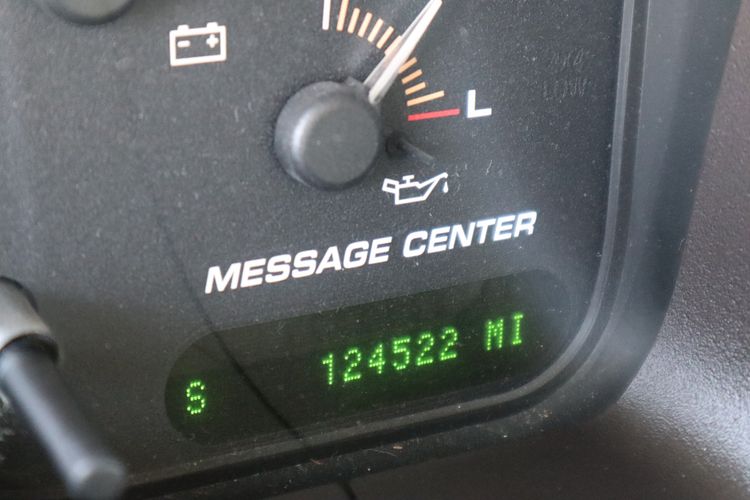 L
MESSAGE CENTER
124522 MI
S